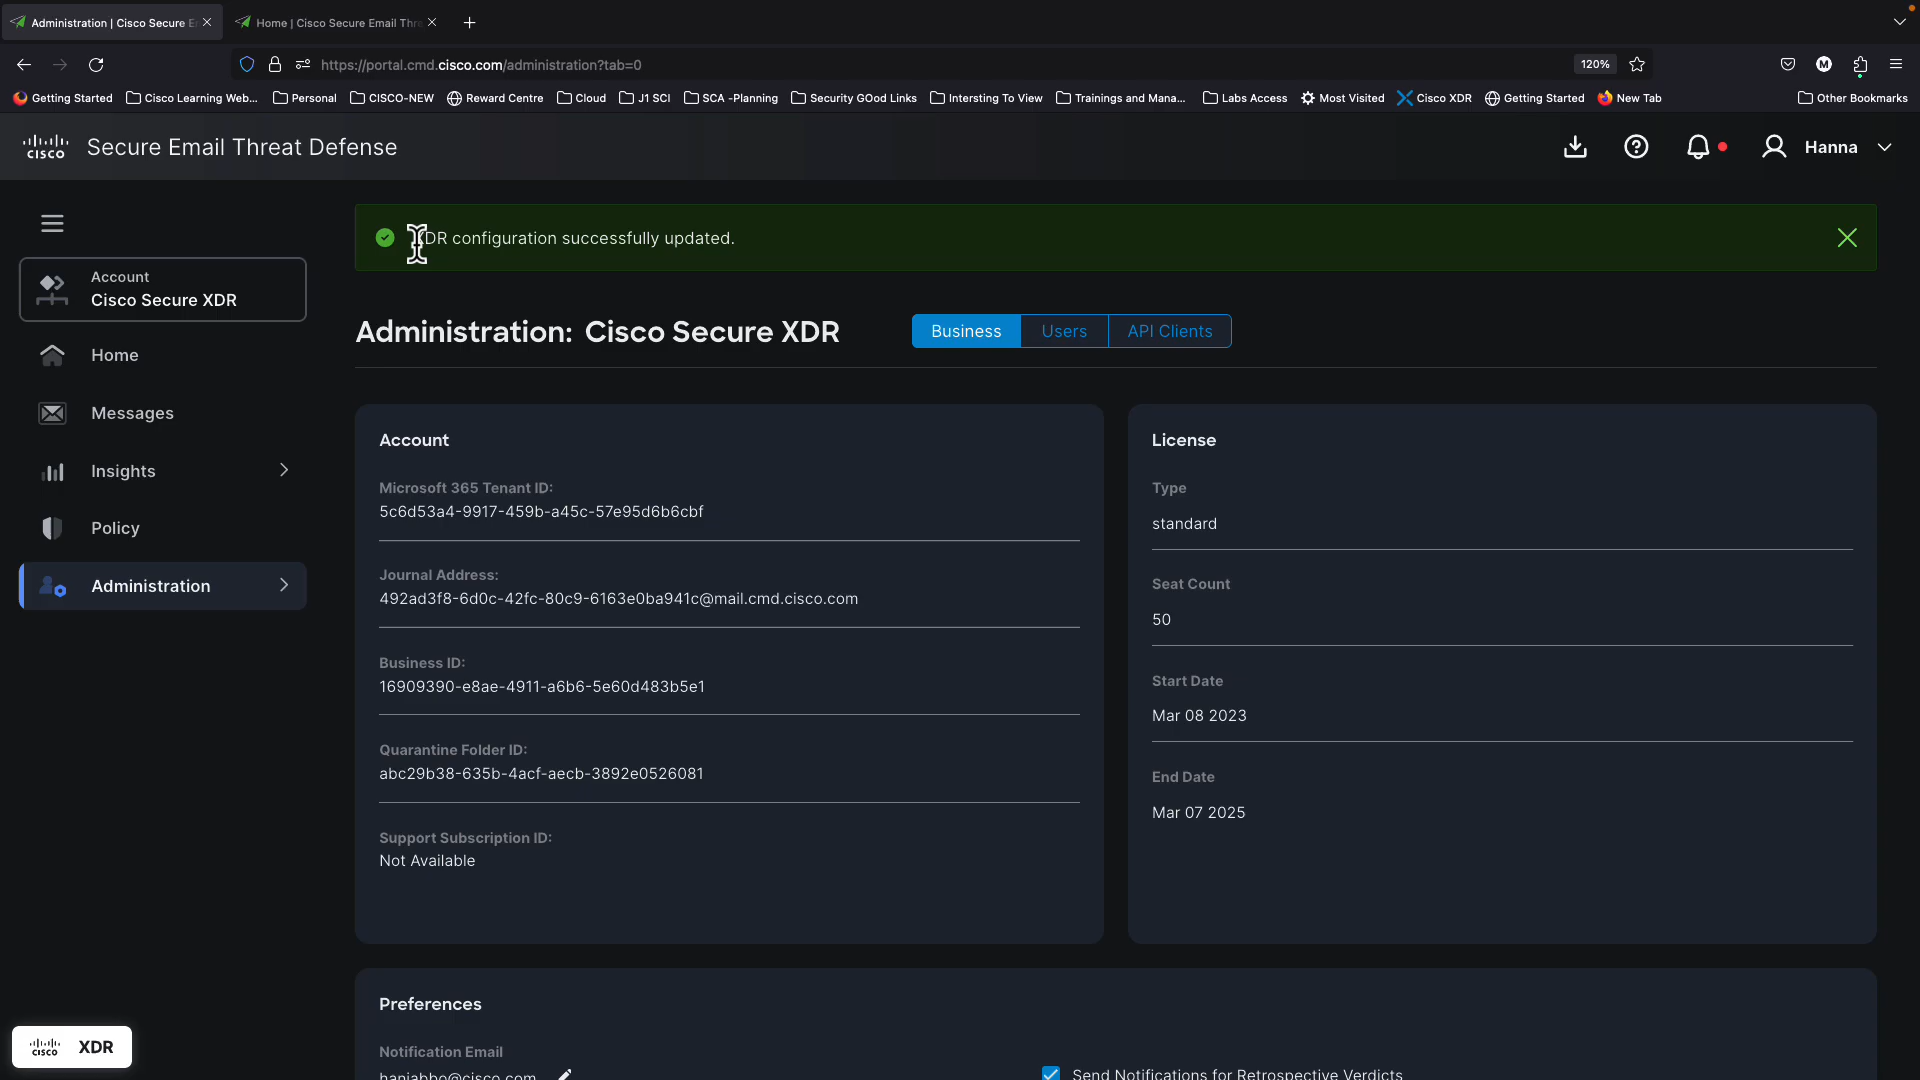 Administration | Cisco Secure E
Home | Cisco Secure Email Thr
https://portal.cmd.cisco.com/administration?tab=0
120%
M
Getting Started
Cisco Learning Web...
Personal
CISCO-NEW
Reward Centre
Cloud
J1 SCI
SCA -Planning
Security GOod Links
Intersting To View
Trainings and Mana...
Labs Access
Most Visited
Cisco XDR
Getting Started
New Tab
Other Bookmarks
CISCO
Secure Email Threat Defense
Hanna
XDR configuration successfully updated.
Account
Cisco Secure XDR
Home
Messages
Insights
Policy
Administration
Administration: Cisco Secure XDR
Business
Users
API Clients
Account
Microsoft 365 Tenant ID:
5c6d53a4-9917-459b-a45c-57e95d6b6cbf
Journal Address:
492ad3f8-6d0c-42fc-80c9-6163e0ba941c@mail.cmd.cisco.com
Business ID:
16909390-e8ae-4911-a6b6-5e60d483b5e1
Quarantine Folder ID:
abc29b38-635b-4acf-aecb-3892e0526081
Support Subscription ID:
Not Available
License
Type
standard
Seat Count
50
Start Date
Mar 08 2023
End Date
Mar 07 2025
Preferences
Notification Email
hanjabbo@cisco.com
Send Notifications for Retrospective Verdicts
CISCO
XDR